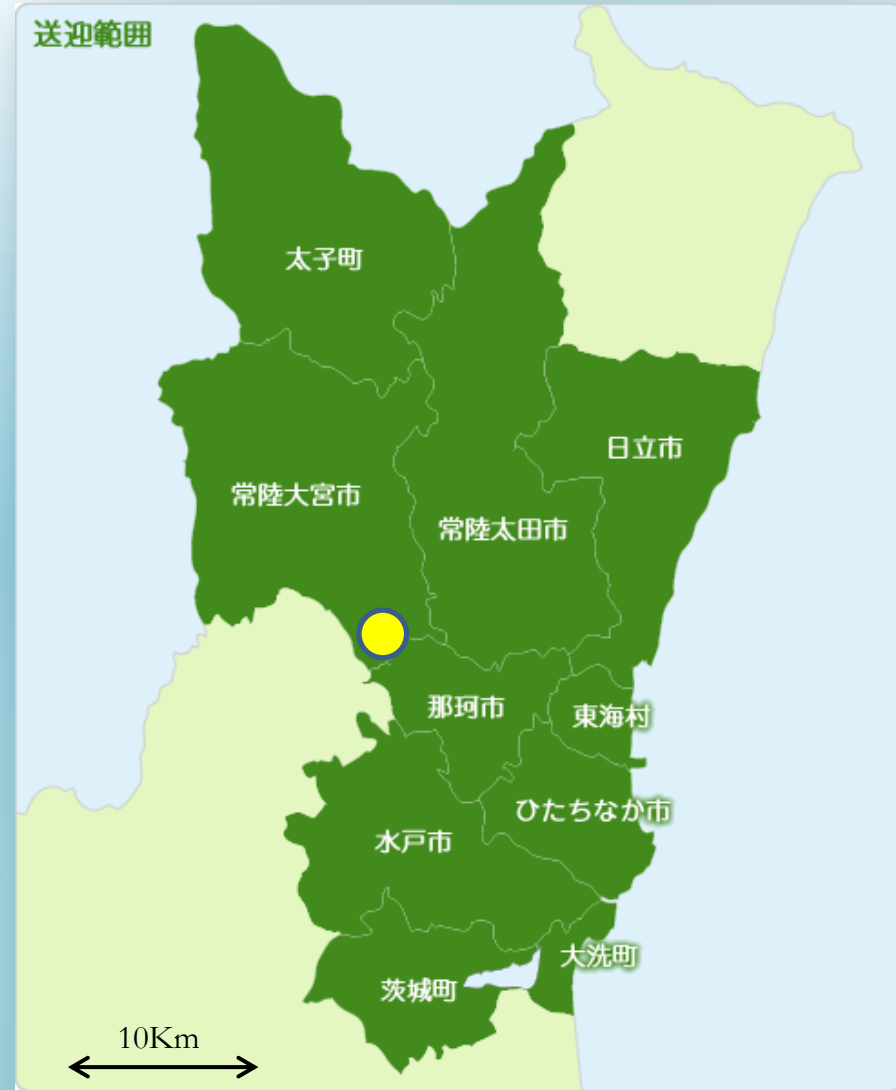 送迎範囲
太子町
日立市
常陸大宮市
常陸太田市
那珂市
東海村
ひたちなか市
水戸市
大洗町
茨城町
10Km